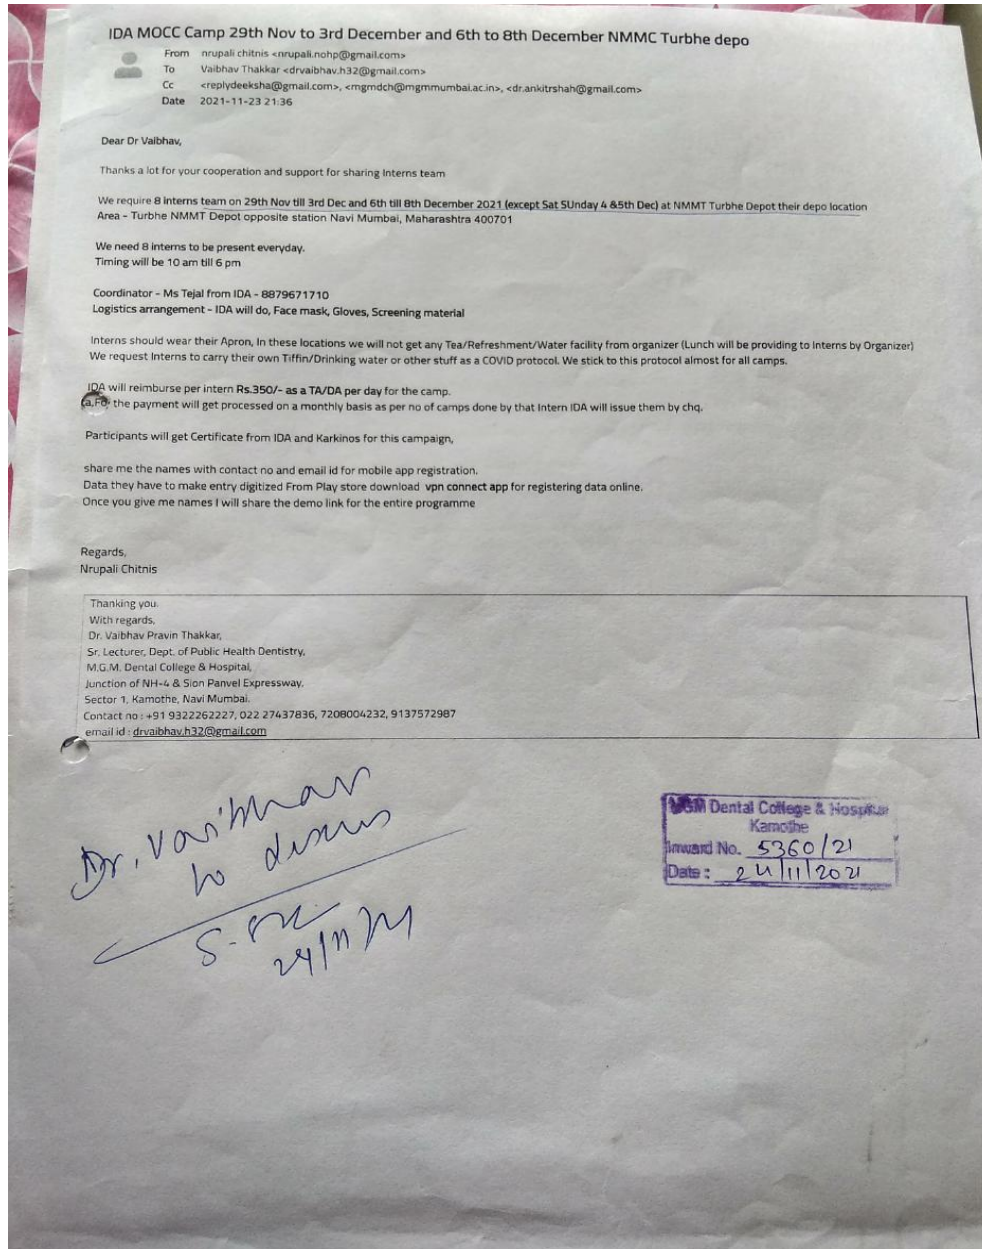 IDA MOCC Camp 29th Nov to 3rd December and 6th to 8th December NMMC Turbhe depo
From nrupali chitnis <nrupali.nohp@gmail.com>
To Vaibhav Thakkar <drvaibhav.h32@gmail.com>
Cc <replydeeksha@gmail.com>, <mgmdch@mgmmumbai.ac.in>, <dr.ankitrshah@gmail.com>
Date 2021-11-23 21:36
Dear Dr Vaibhav,
Thanks a lot for your cooperation and support for sharing Interns team
We require 8 interns team on 29th Nov till 3rd Dec and 6th till 8th December 2021 (except Sat SUnday 4 &5th Dec) at NMMT Turbhe Depot their depo location
Area - Turbhe NMMT Depot opposite station Navi Mumbai, Maharashtra 400701
We need 8 interns to be present everyday.
Timing will be 10 am till 6 pm
Coordinator - Ms Tejal from IDA - 8879671710
Logistics arrangement - IDA will do, Face mask, Gloves, Screening material
Interns should wear their Apron, In these locations we will not get any Tea/Refreshment/Water facility from organizer (Lunch will be providing to Interns by Organizer)
We request Interns to carry their own Tiffin/Drinking water or other stuff as a COVID protocol. We stick to this protocol almost for all camps.
IDA will reimburse per intern Rs.350/- as a TA/DA per day for the camp.
the payment will get processed on a monthly basis as per no of camps done by that Intern IDA will issue them by chq.
Participants will get Certificate from IDA and Karkinos for this campaign,
share me the names with contact no and email id for mobile app registration.
Data they have to make entry digitized From Play store download vpn connect app for registering data online.
Once you give me names I will share the demo link for the entire programme
Regards,
Nrupali Chitnis
Thanking you.
With regards,
Dr. Vaibhav Pravin Thakkar,
Sr. Lecturer, Dept. of Public Health Dentistry,
M.G.M. Dental College & Hospital,
Junction of NH-4 & Sion Panvel Expressway.
Sector 1, Kamothe, Navi Mumbai.
Contact no : +91 9322262227, 022 27437836, 7208004232, 9137572987
email id : drvaibhav.h32@gmail.com
Dr. Vaibhav
to discuss
24/11/21
MGM Dental College & Hospital
Kamothe
Inward No. 5360/21
Date : 24/11/2021